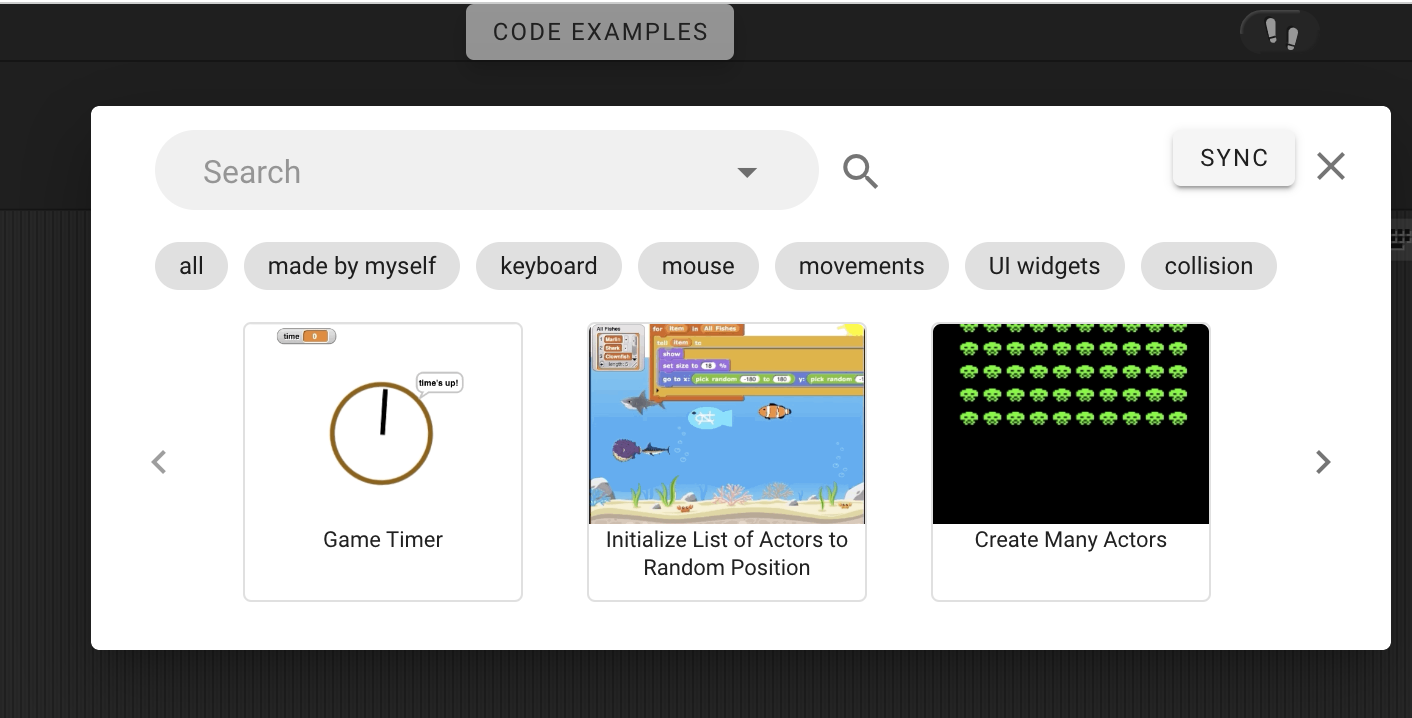 CODE EXAMPLES
Search
SYNC
all
made by myself
keyboard
mouse
movements
UI widgets
collision
time 0
time's up!
Game Timer
All Fishes
1 Marlin
2 Shark
3 Clownfish
for item in All Fishes
tell item to
show
set size to 18 %
go to x: pick random -180 to 180 y: pick random
Initialize List of Actors to
Random Position
Create Many Actors